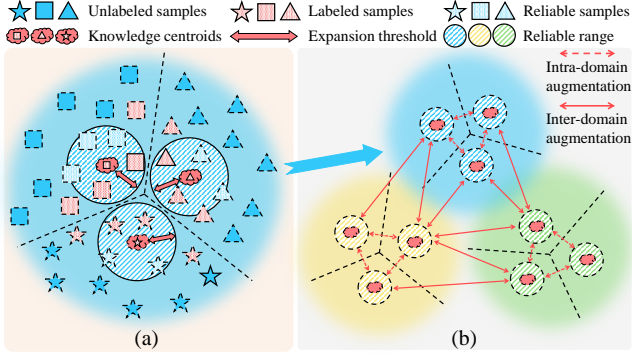 Unlabeled samples Labeled samples Reliable samples
Knowledge centroids Expansion threshold Reliable range
Intra-domain
augmentation
Inter-domain
augmentation
(a) (b)